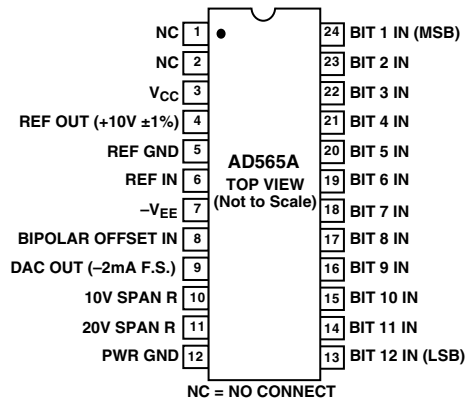 NC 1
NC 2
VCC 3
REF OUT (+10V ±1%) 4
REF GND 5
REF IN 6
–VEE 7
BIPOLAR OFFSET IN 8
DAC OUT (–2mA F.S.) 9
10V SPAN R 10
20V SPAN R 11
PWR GND 12
AD565A
TOP VIEW
(Not to Scale)
24 BIT 1 IN (MSB)
23 BIT 2 IN
22 BIT 3 IN
21 BIT 4 IN
20 BIT 5 IN
19 BIT 6 IN
18 BIT 7 IN
17 BIT 8 IN
16 BIT 9 IN
15 BIT 10 IN
14 BIT 11 IN
13 BIT 12 IN (LSB)
NC = NO CONNECT